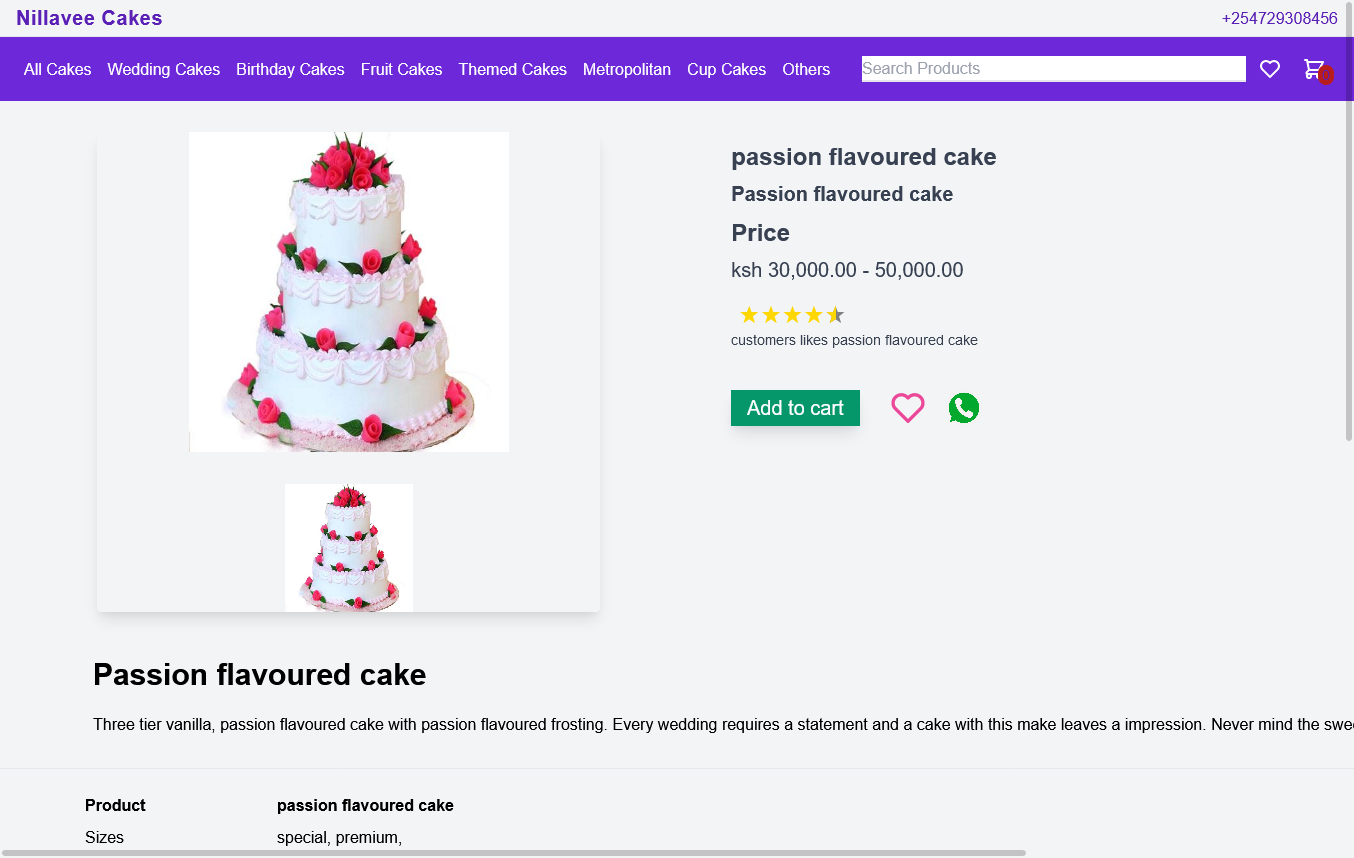 Nillavee Cakes
+254729308456
All Cakes Wedding Cakes Birthday Cakes Fruit Cakes Themed Cakes Metropolitan Cup Cakes Others Search Products
0
passion flavoured cake
Passion flavoured cake
Price
ksh 30,000.00 - 50,000.00
customers likes passion flavoured cake
Add to cart
Passion flavoured cake
Three tier vanilla, passion flavoured cake with passion flavoured frosting. Every wedding requires a statement and a cake with this make leaves a impression. Never mind the
Product passion flavoured cake
Sizes special, premium,